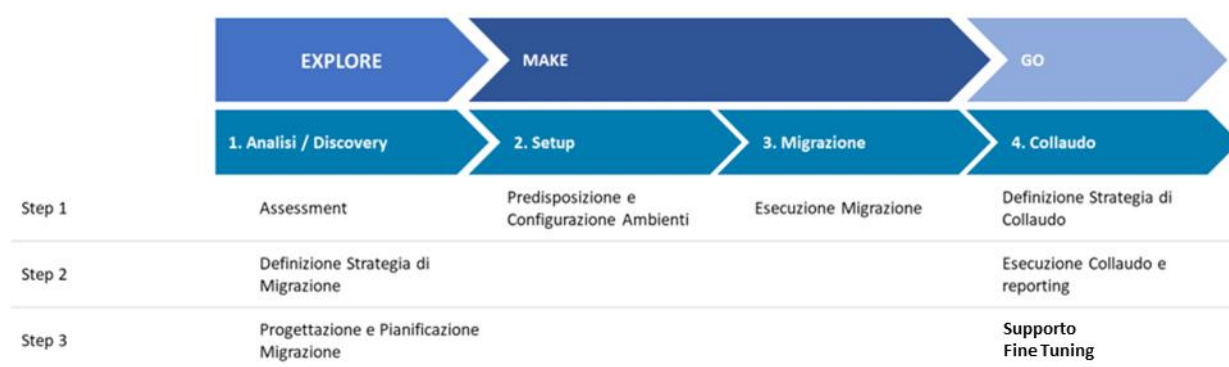 EXPLORE
MAKE
GO
1. Analisi / Discovery
2. Setup
3. Migrazione
4. Collaudo
Step 1
Assessment
Predisposizione e
Configurazione Ambienti
Esecuzione Migrazione
Definizione Strategia di
Collaudo
Step 2
Definizione Strategia di
Migrazione
Esecuzione Collaudo e
reporting
Step 3
Progettazione e Pianificazione
Migrazione
Supporto
Fine Tuning